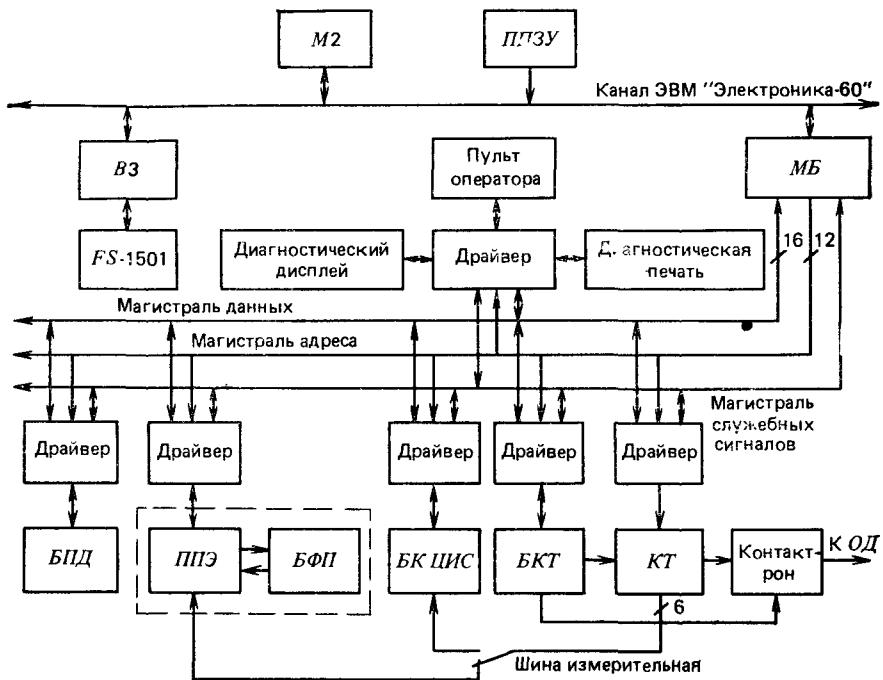 М2
ППЗУ
Канал ЭВМ "Электроника-60"
В3
Пульт
оператора
МБ
FS-1501
Диагностический
дисплей
Драйвер
Диагностическая
печать
16
12
Магистраль данных
Магистраль адреса
Магистраль
служебных
сигналов
Драйвер
Драйвер
Драйвер
Драйвер
Драйвер
БПД
ППЭ
БФП
БК ЦИС
БКТ
КТ
Контакт-
рон
К ОД
6
Шина измерительная